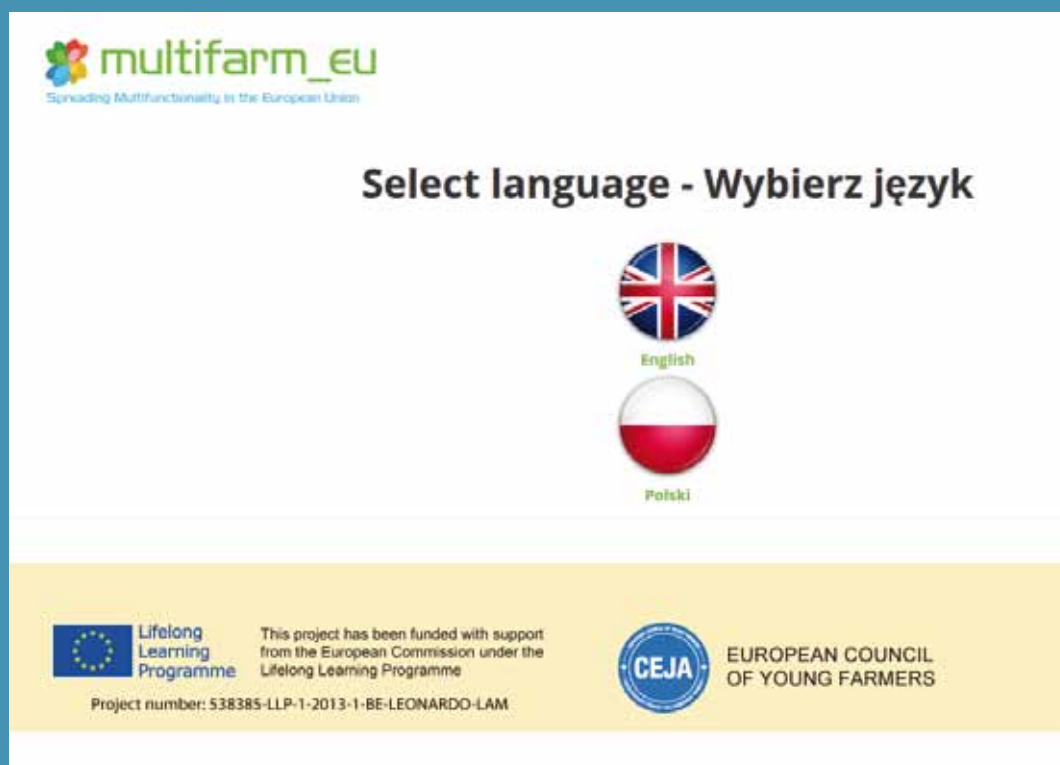 multifarm_eu
Spreading Multifunctionality in the European Union
Select language - Wybierz język
English
Polski
Lifelong
Learning
Programme
This project has been funded with support
from the European Commission under the
Lifelong Learning Programme
Project number: 538385-LLP-1-2013-1-BE-LEONARDO-LAM
CEJA
EUROPEAN COUNCIL
OF YOUNG FARMERS